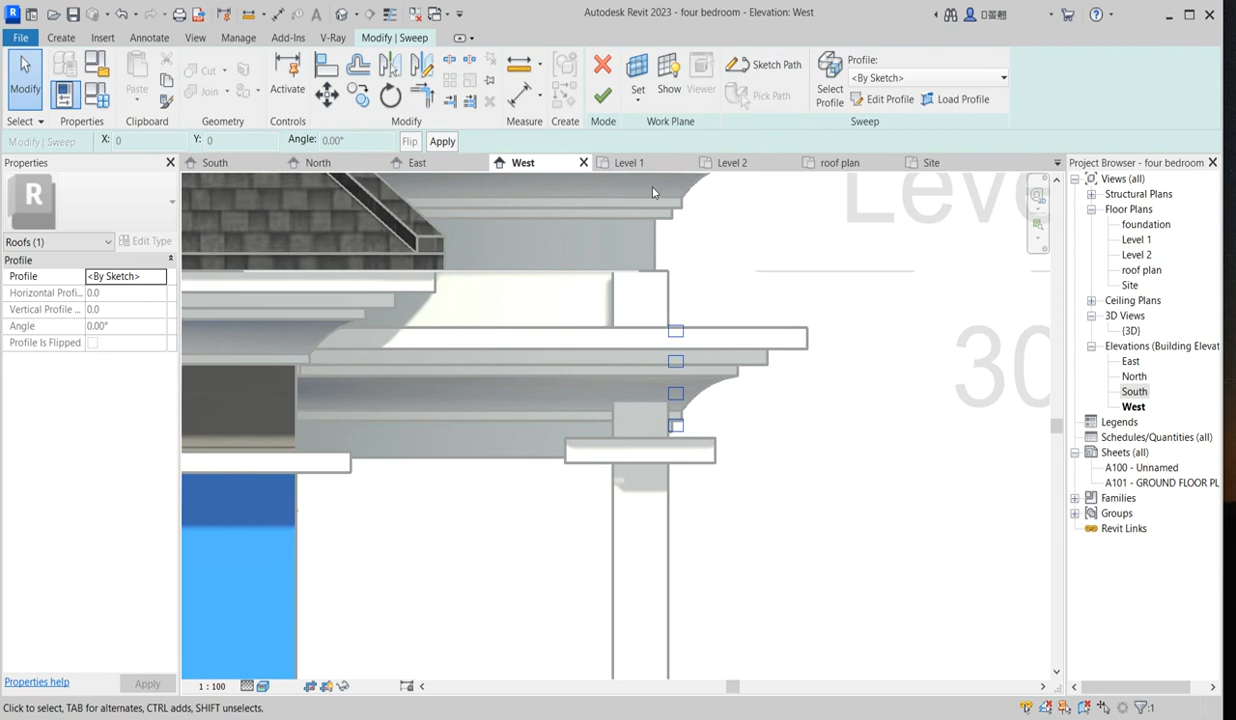 Autodesk Revit 2023 - four bedroom - Elevation: West
File Create Insert Annotate View Manage Add-Ins V-Ray Modify | Sweep
Modify
Paste
Cut
Join
Activate
Sketch Path
Pick Path
Set Show Viewer
Select
Profile
Profile:
<By Sketch>
Edit Profile Load Profile
Select Properties Clipboard Geometry Controls Modify Measure Create Mode Work Plane Sweep
Modify | Sweep X: 0 Y: 0 Angle: 0.00° Flip Apply
Properties
South North East West Level 1 Level 2 roof plan Site
Project Browser - four bedroom
R
Roofs (1) Edit Type
Profile
Profile <By Sketch>
Horizontal Profi... 0.0
Vertical Profile ... 0.0
Angle 0.00°
Profile Is Flipped
Leve
30
Views (all)
Structural Plans
Floor Plans
foundation
Level 1
Level 2
roof plan
Site
Ceiling Plans
3D Views
{3D}
Elevations (Building Elevat
East
North
South
West
Legends
Schedules/Quantities (all)
Sheets (all)
A100 - Unnamed
A101 - GROUND FLOOR PL
Families
Groups
Revit Links
Properties help Apply
1 : 100
Click to select, TAB for alternates, CTRL adds, SHIFT unselects.
:1